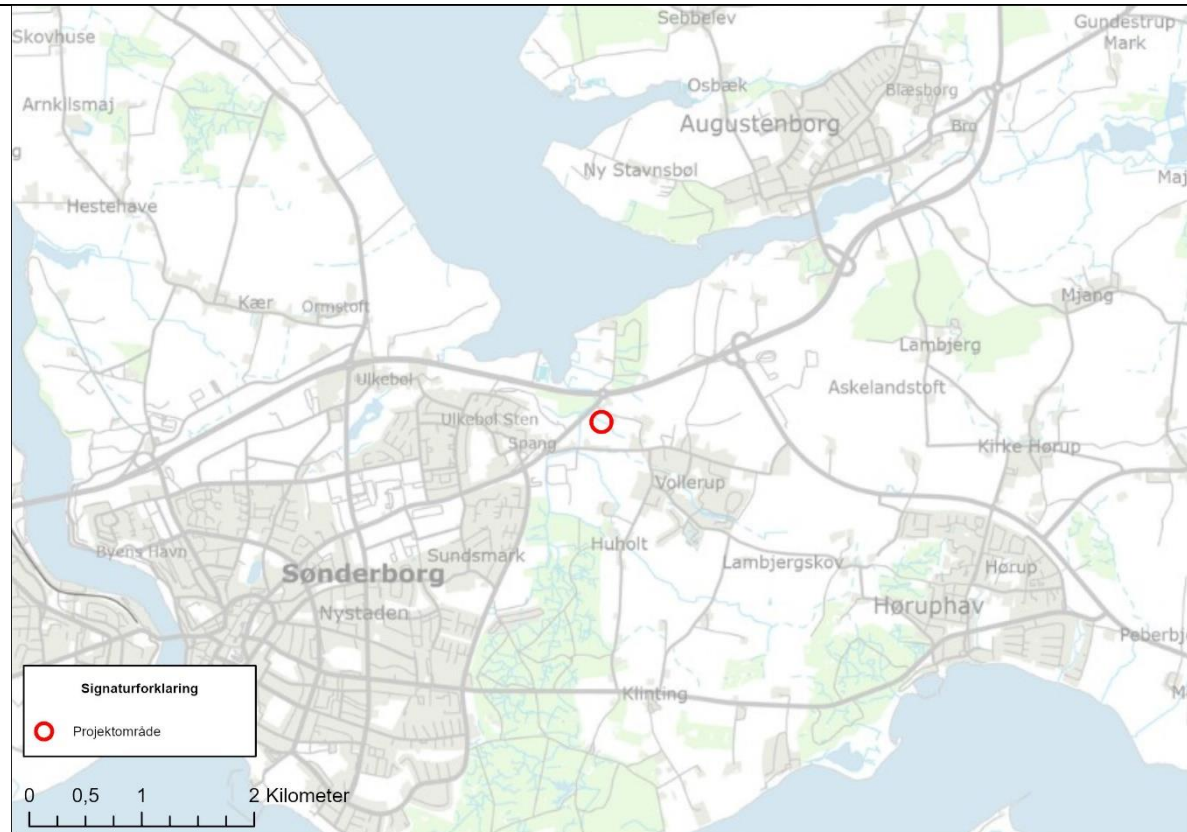 Sebbelev
Gundestrup
Mark
Skovhuse
Osbæk
Blæsborg
Arnkilsmaj
Augustenborg
Bro
g
Ny Stavnsbøl
Maj
Hestehave
Kær
Ormstoft
Mjang
Lambjerg
Ulkebøl
Askelandstoft
Ulkebøl Sten
Spang
Kirke Hørup
Vollerup
Byens Havn
Sundsmark
Huholt
Lambjergskov
Hørup
Sønderborg
Nystaden
Høruphav
Peberbj
Klinting
M
Signaturforklaring
Projektområde
0 0,5 1 2 Kilometer